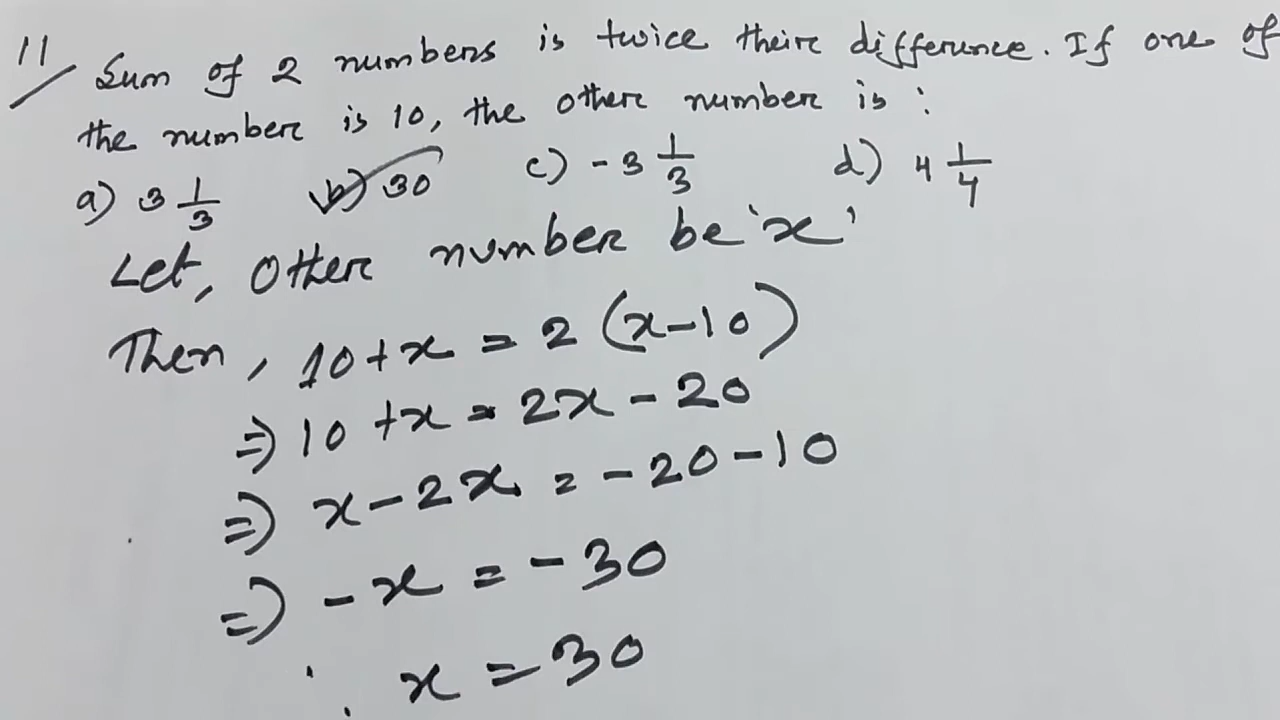 11 Sum of 2 numbers is twice their difference. If one of
the number is 10, the other number is :
a) 3 1/3 b) 30 c) -3 1/3 d) 4 1/4
Let, Other number be 'x'
Then, 10+x = 2 (x-10)
⇒ 10 +x = 2x - 20
⇒ x - 2x = -20-10
⇒ -x = -30
∴ x = 30